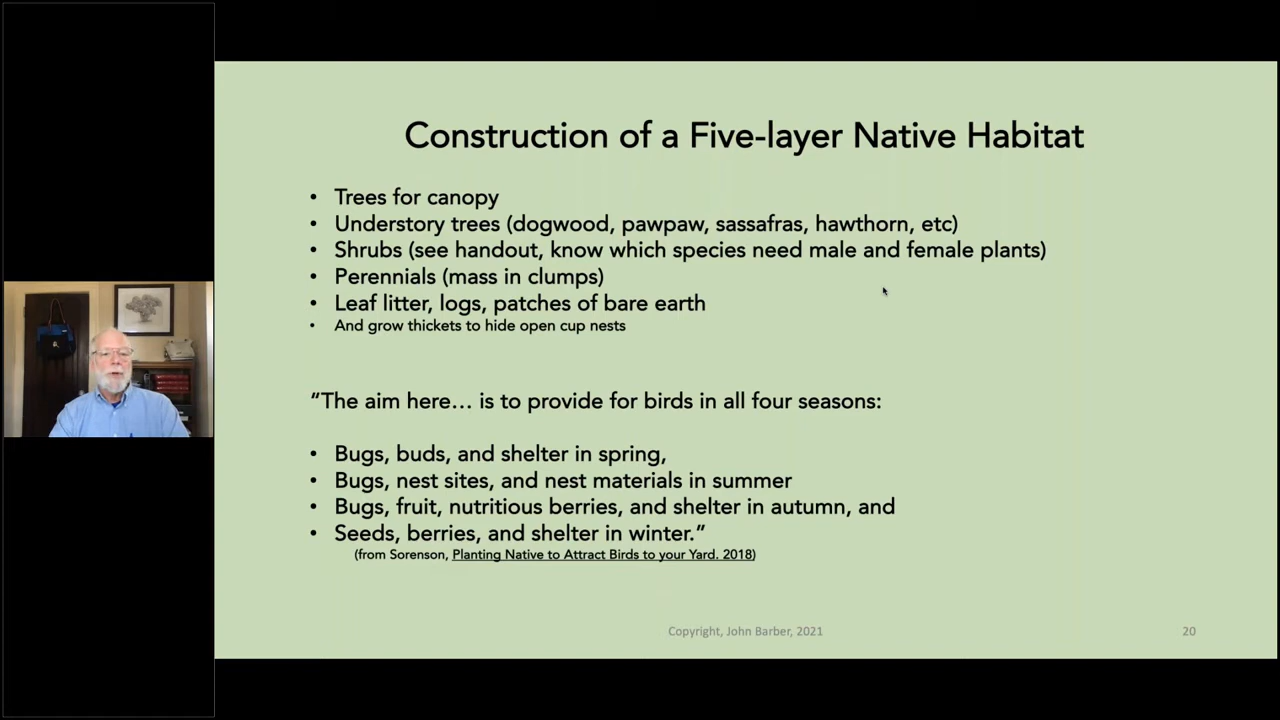 Construction of a Five-layer Native Habitat
• Trees for canopy
• Understory trees (dogwood, pawpaw, sassafras, hawthorn, etc)
• Shrubs (see handout, know which species need male and female plants)
• Perennials (mass in clumps)
• Leaf litter, logs, patches of bare earth
• And grow thickets to hide open cup nests
“The aim here… is to provide for birds in all four seasons:
• Bugs, buds, and shelter in spring,
• Bugs, nest sites, and nest materials in summer
• Bugs, fruit, nutritious berries, and shelter in autumn, and
• Seeds, berries, and shelter in winter.”
(from Sorenson, Planting Native to Attract Birds to your Yard. 2018)
Copyright, John Barber, 2021
20